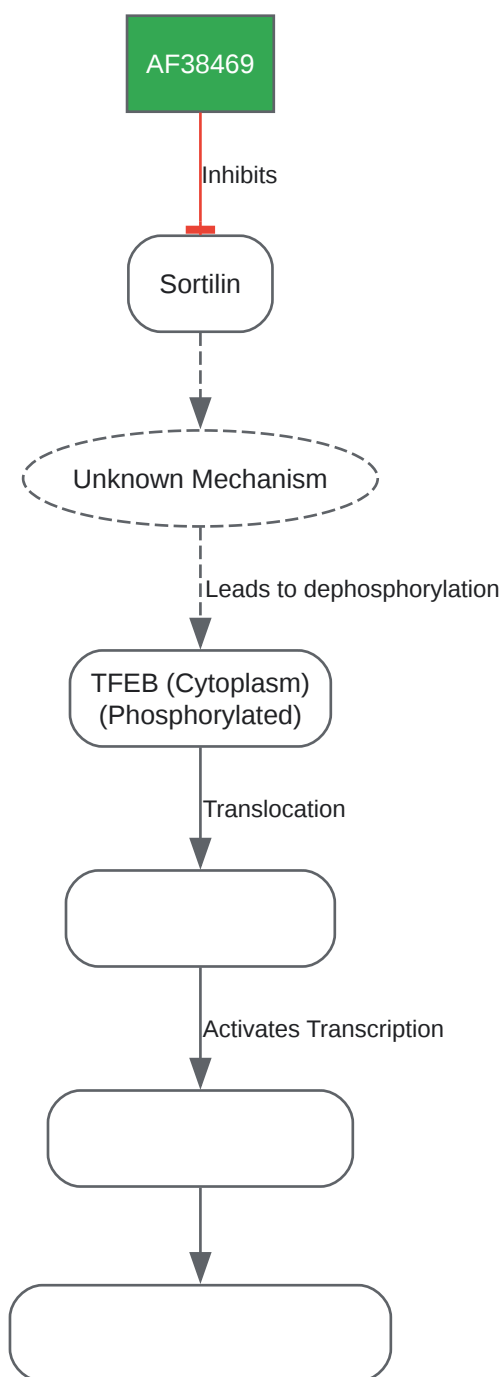 AF38469
Inhibits
Sortilin
Unknown Mechanism
Leads to dephosphorylation
TFEB (Cytoplasm)
(Phosphorylated)
Translocation
Activates Transcription